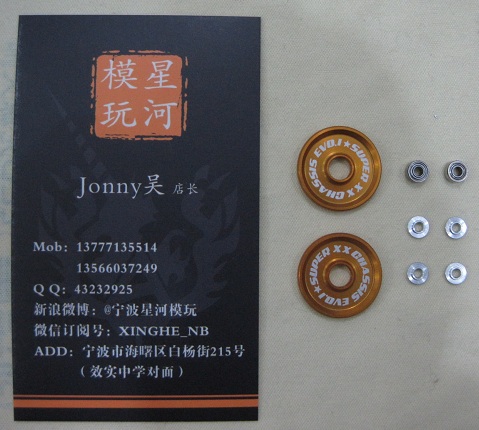 模星
玩河
Jonny吴 店长
Mob: 13777135514
13566037249
Q Q: 43232925
新浪微博: @宁波星河模玩
微信订阅号: XINGHE_NB
ADD: 宁波市海曙区白杨街215号
（效实中学对面）
★SUPER XX CHASSIS EVO.1
★SUPER XX CHASSIS EVO.1